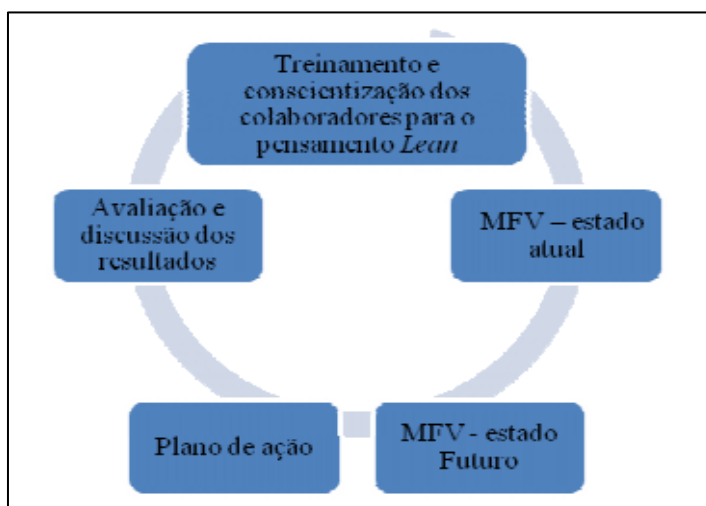 Treinamento e
conscientização dos
colaboradores para o
pensamento Lean
MFV – estado
atual
MFV - estado
Futuro
Plano de ação
Avaliação e
discussão dos
resultados